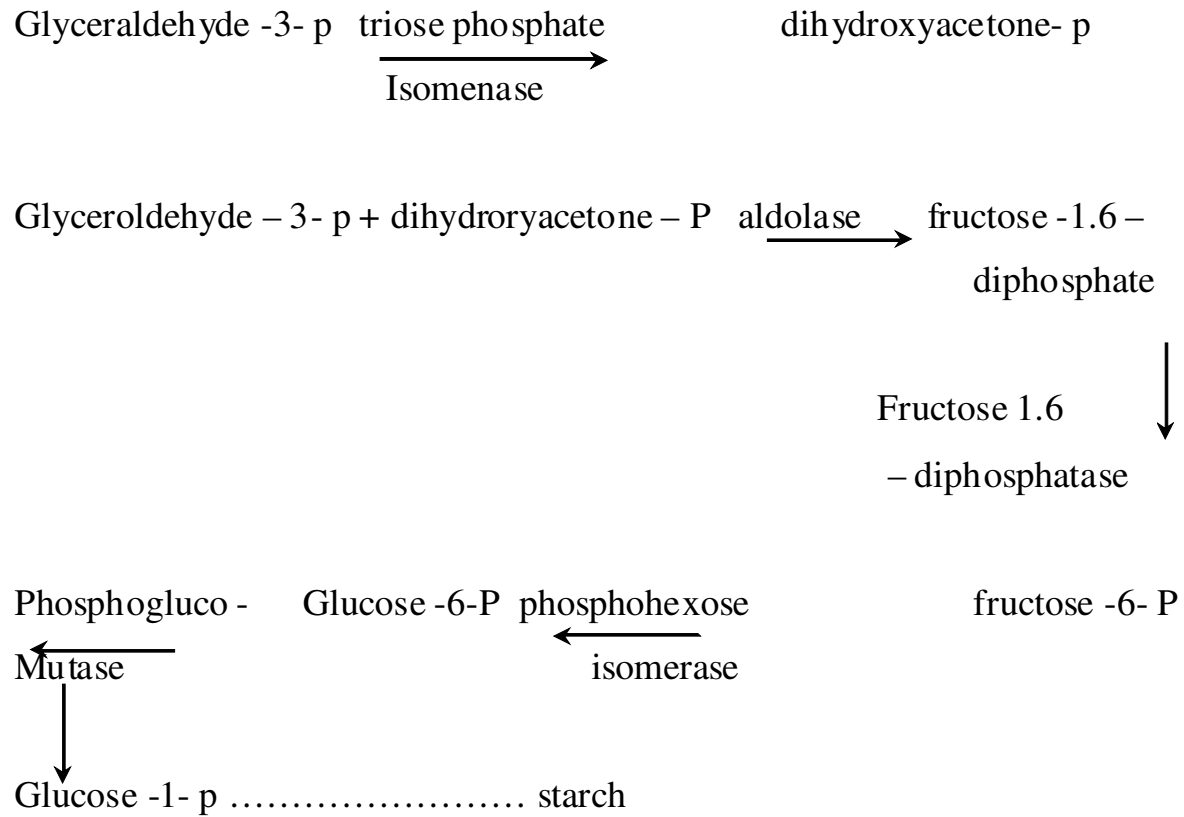 Glyceraldehyde -3- p triose phosphate dihydroxyacetone- p
Isomenase
Glyceroldehyde – 3- p + dihydroryacetone – P aldolase fructose -1.6 –
diphosphate
Fructose 1.6
– diphosphatase
Phosphogluco - Glucose -6-P phosphohexose fructose -6- P
Mutase isomerase
Glucose -1- p …………………… starch